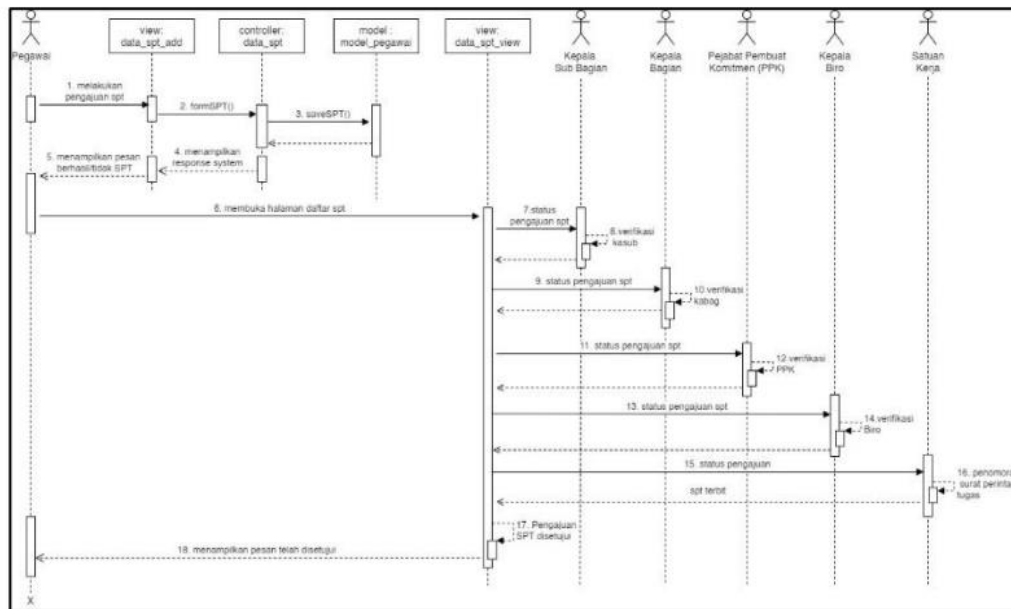 Pegawai
view:
data_spt_add
controller:
data_spt
model :
model_pegawai
view:
data_spt_view
Kepala
Sub Bagian
Kepala
Bagian
Pejabat Pembuat
Komitmen (PPK)
Kepala
Biro
Satuan
Kerja
1. melakukan
pengajuan spt
2. formSPT()
3. saveSPT()
4. menampilkan
response system
5. menampilkan pesan
berhasil/tidak SPT
6. membuka halaman daftar spt
7.status
pengajuan spt
8.verifikasi
kasub
9. status pengajuan spt
10.verifikasi
kabag
11. status pengajuan spt
12.verifikasi
PPK
13. status pengajuan spt
14.verifikasi
Biro
15. status pengajuan
16. penomora
surat perinta
tugas
spt terbit
17. Pengajuan
SPT disetujui
18. menampilkan pesan telah disetujui
X